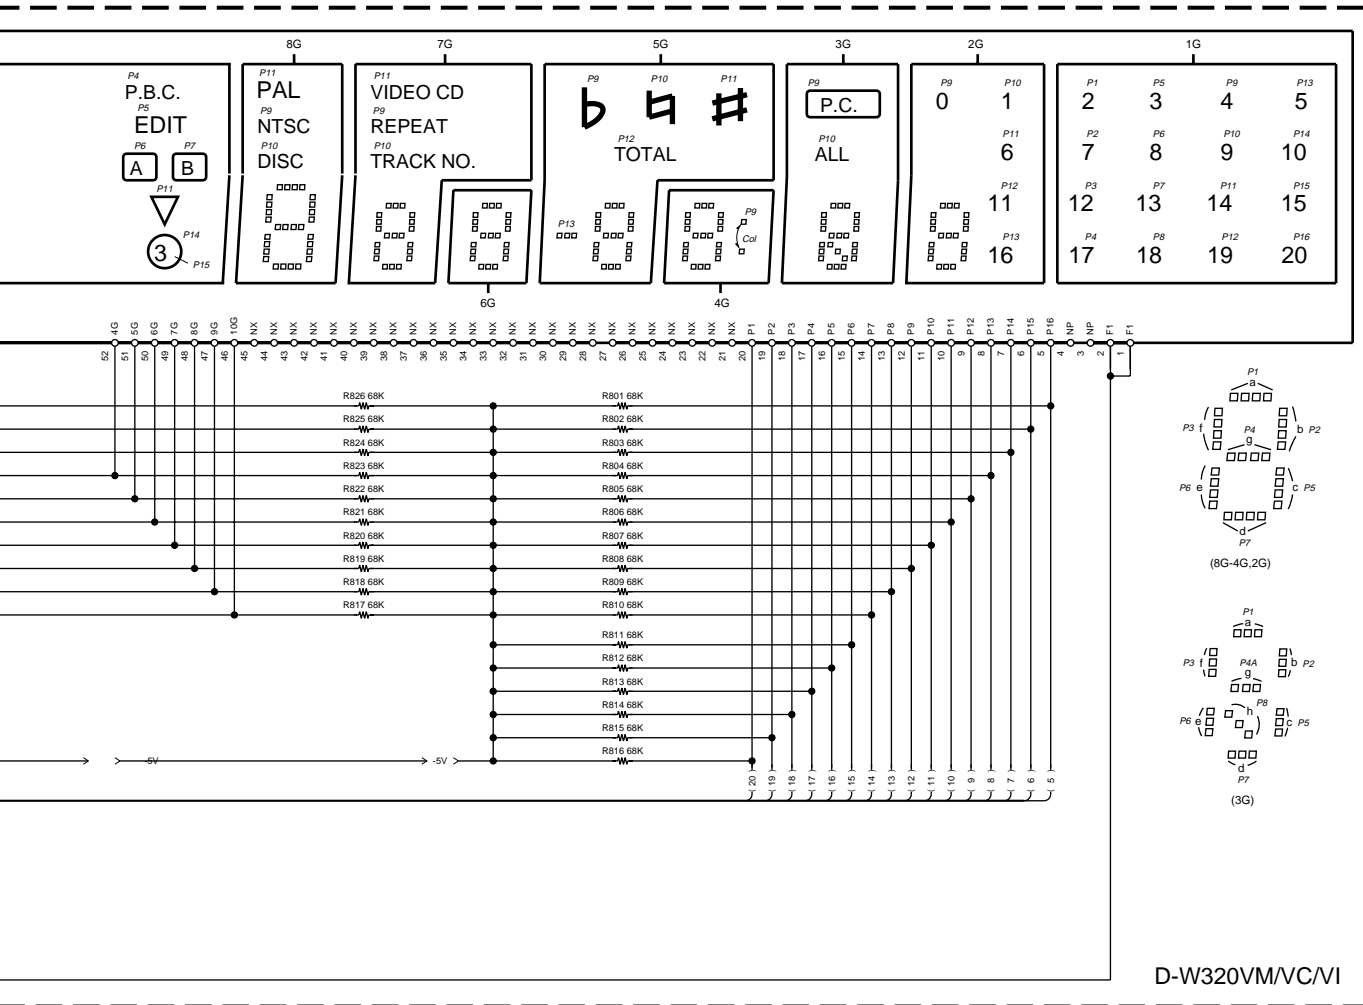 8G 7G 5G 3G 2G 1G
P4 P11 P11 P9 P10 P11 P9 P9 P10 P1 P5 P9 P13
P.B.C. PAL VIDEO CD P.C. 0 1 2 3 4 5
P5 P9 P9
EDIT NTSC REPEAT
P6 P7 P10 P10 P12 P10 P11 P2 P6 P10 P14
A B DISC TRACK NO. TOTAL ALL 6 7 8 9 10
P11 P12 P3 P7 P11 P15
11 12 13 14 15
P13 P9
Col
P14 P13 P4 P8 P12 P16
3 P15 16 17 18 19 20
6G 4G
4G 5G 6G 7G 8G 9G 10G NX NX NX NX NX NX NX NX NX NX NX NX NX NX NX NX NX NX NX NX NX NX NX NX NX P1 P2 P3 P4 P5 P6 P7 P8 P9 P10 P11 P12 P13 P14 P15 P16 NP NP F1 F1
52 51 50 49 48 47 46 45 44 43 42 41 40 39 38 37 36 35 34 33 32 31 30 29 28 27 26 25 24 23 22 21 20 19 18 17 16 15 14 13 12 11 10 9 8 7 6 5 4 3 2 1
R826 68K R801 68K
R825 68K R802 68K
R824 68K R803 68K
R823 68K R804 68K
R822 68K R805 68K
R821 68K R806 68K
R820 68K R807 68K
R819 68K R808 68K
R818 68K R809 68K
R817 68K R810 68K
R811 68K
R812 68K
R813 68K
R814 68K
R815 68K
-5V -5V R816 68K
20 19 18 17 16 15 14 13 12 11 10 9 8 7 6 5
P1
a
P3 f P4 b P2
g
P6 e c P5
d
P7
(8G-4G,2G)
P1
a
P3 f P4A b P2
g
P8
P6 e h c P5
d
P7
(3G)
D-W320VM/VC/VI